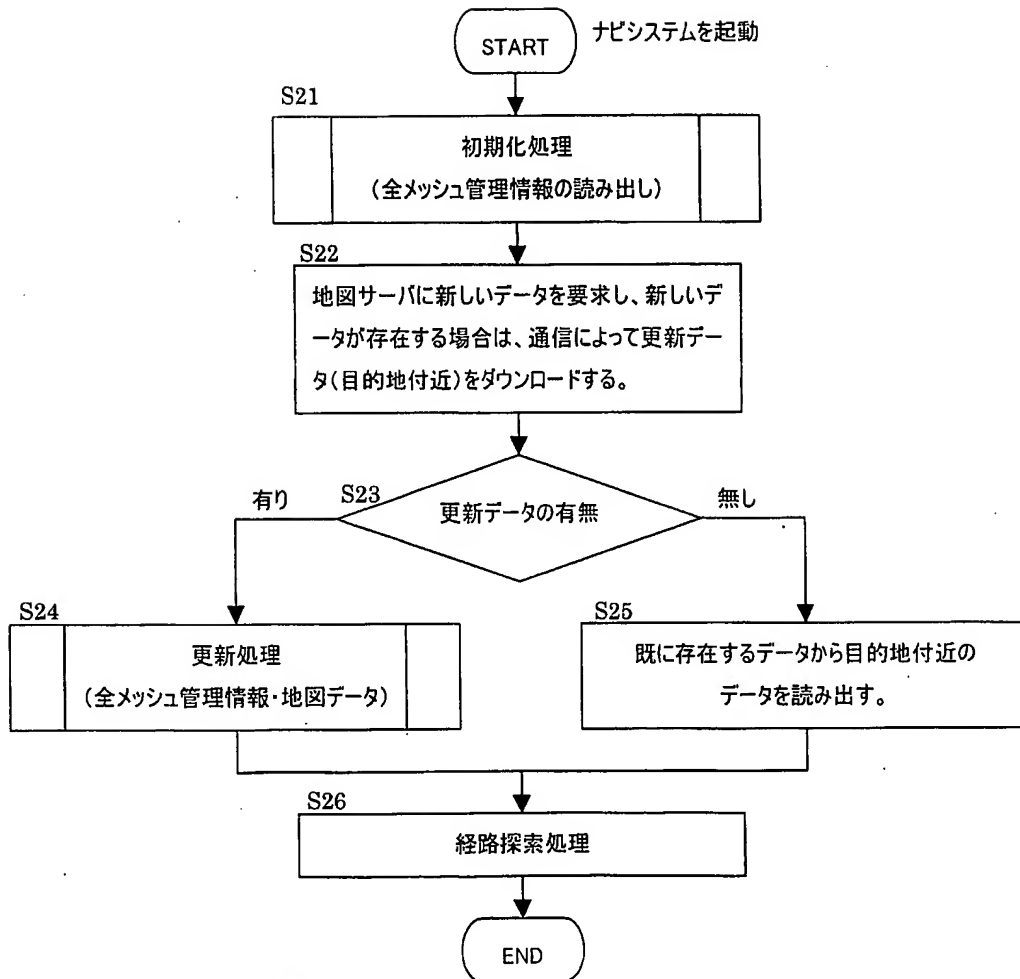 START
ナビシステムを起動
S21
初期化処理
(全メッシュ管理情報の読み出し)
S22
地図サーバに新しいデータを要求し、新しいデ
ータが存在する場合は、通信によって更新デー
タ(目的地付近)をダウンロードする。
S23
更新データの有無
有り
無し
S24
更新処理
(全メッシュ管理情報・地図データ)
S25
既に存在するデータから目的地付近の
データを読み出す。
S26
経路探索処理
END